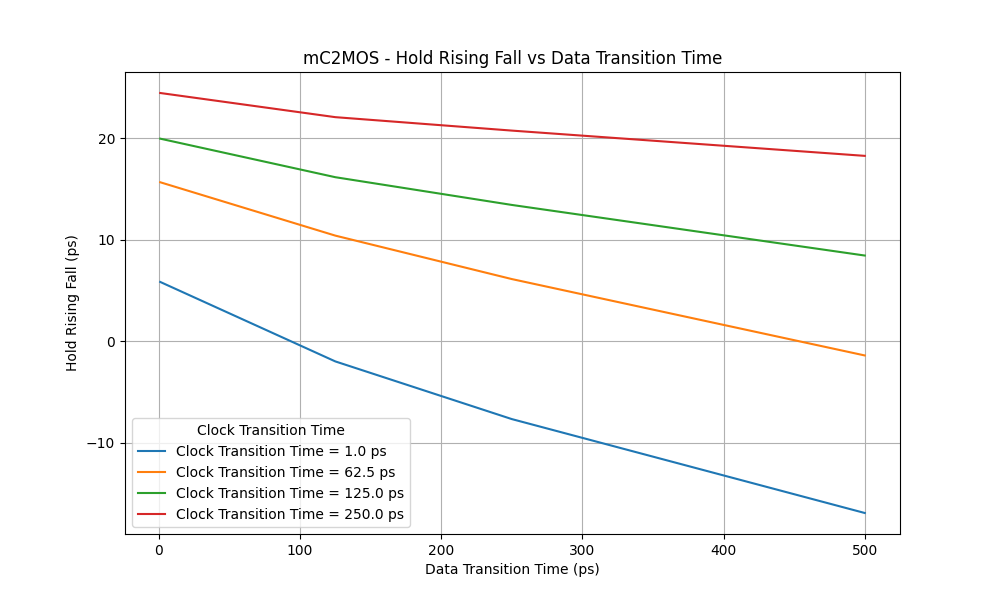 mC2MOS - Hold Rising Fall vs Data Transition Time
Hold Rising Fall (ps)
20
10
0
−10
Clock Transition Time
Clock Transition Time = 1.0 ps
Clock Transition Time = 62.5 ps
Clock Transition Time = 125.0 ps
Clock Transition Time = 250.0 ps
0 100 200 300 400 500
Data Transition Time (ps)